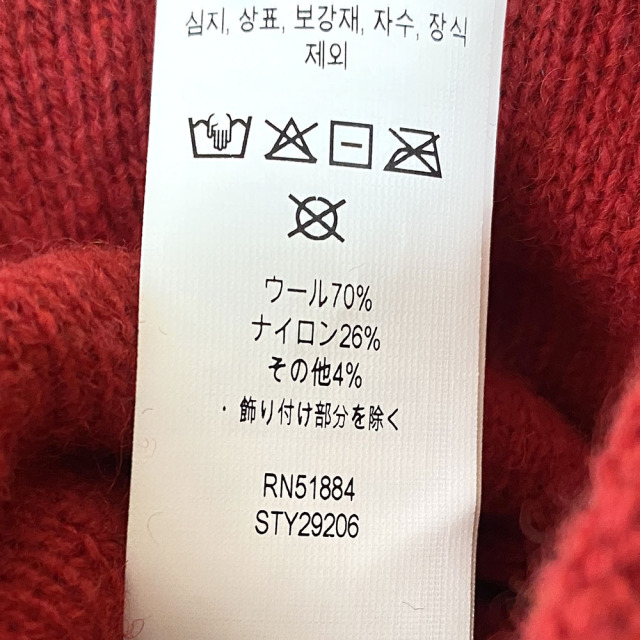 심지, 상표, 보강재, 자수, 장식
제외
ウール70%
ナイロン26%
その他4%
・飾り付け部分を除く
RN51884
STY29206